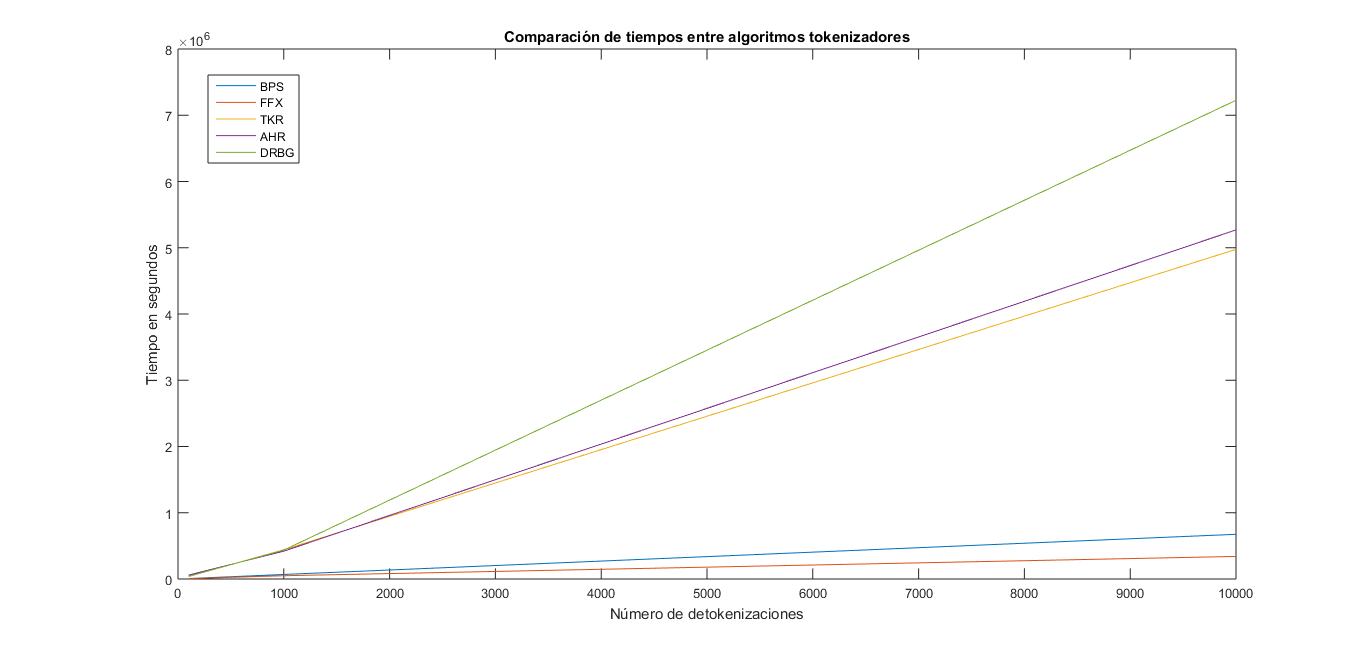 Comparación de tiempos entre algoritmos tokenizadores
×10^6
8
7
6
5
4
3
2
1
0
BPS
FFX
TKR
AHR
DRBG
Tiempo en segundos
0 1000 2000 3000 4000 5000 6000 7000 8000 9000 10000
Número de detokenizaciones